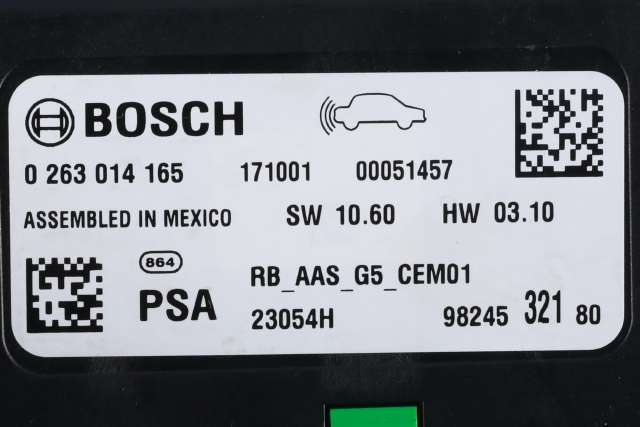 BOSCH
0 263 014 165 171001 00051457
ASSEMBLED IN MEXICO SW 10.60 HW 03.10
864 RB_AAS_G5_CEM01
PSA 23054H 98245 321 80